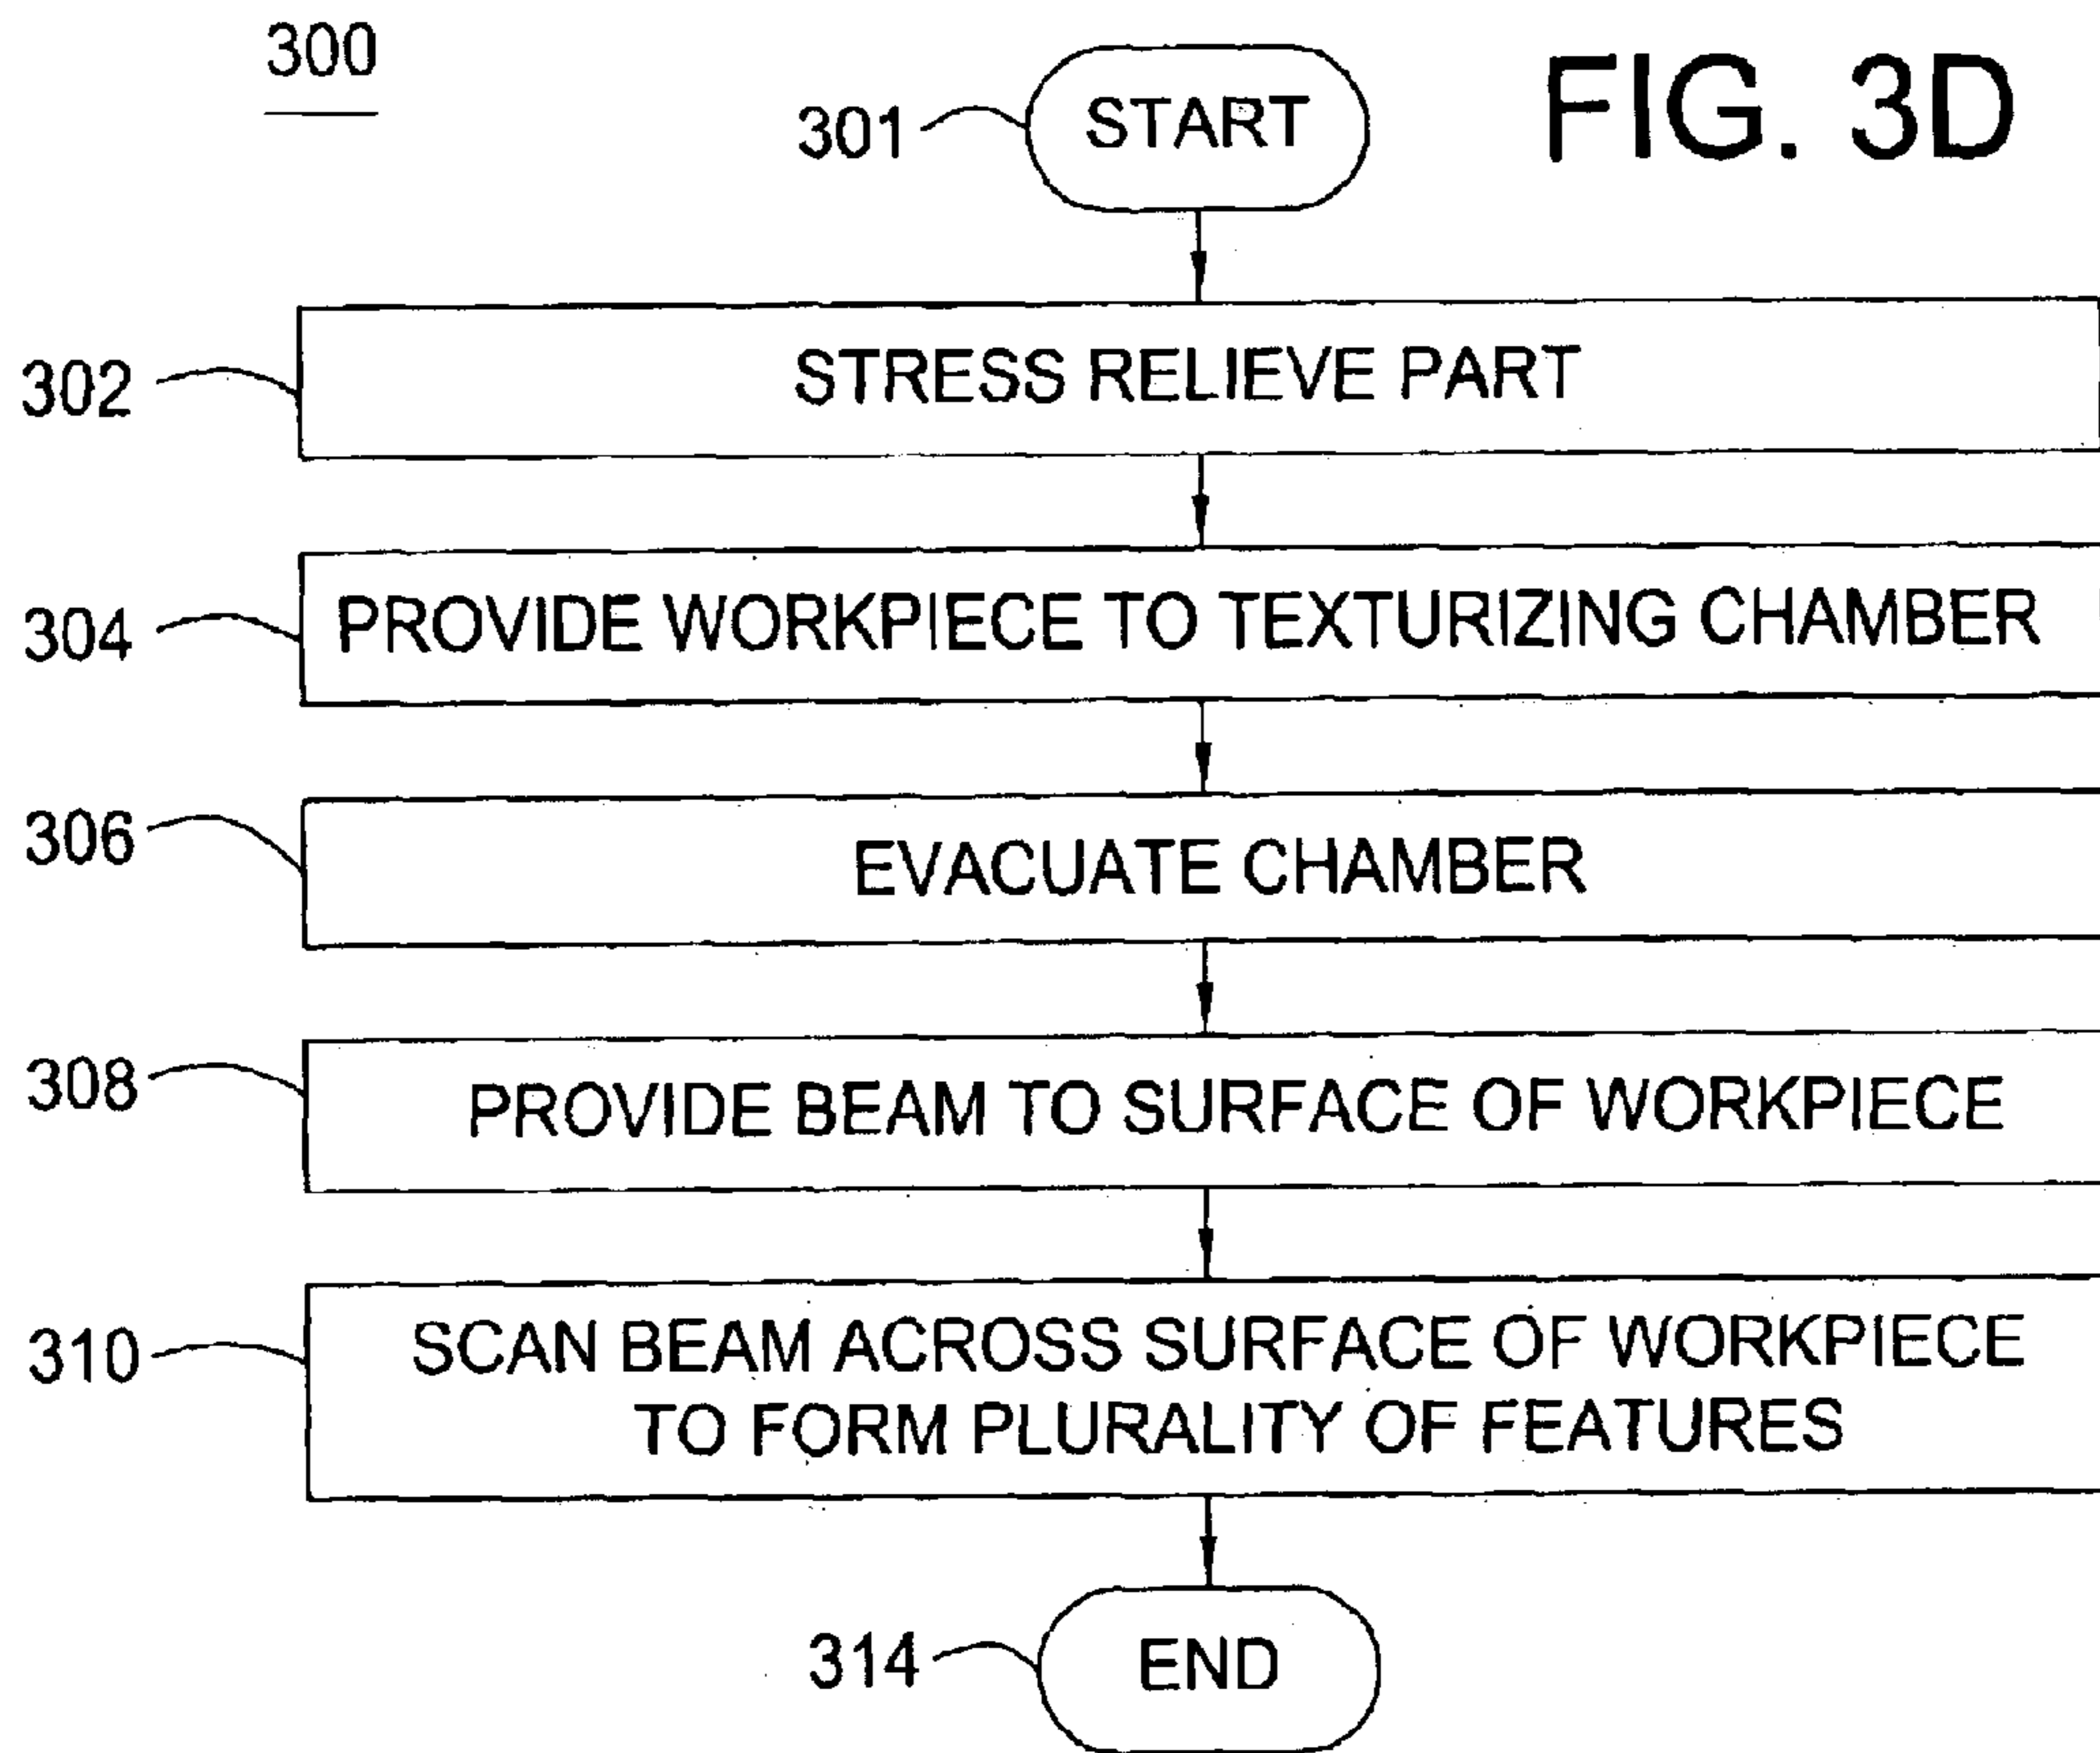 300
FIG. 3D
301
START
302
STRESS RELIEVE PART
304
PROVIDE WORKPIECE TO TEXTURIZING CHAMBER
306
EVACUATE CHAMBER
308
PROVIDE BEAM TO SURFACE OF WORKPIECE
310
SCAN BEAM ACROSS SURFACE OF WORKPIECE
TO FORM PLURALITY OF FEATURES
314
END